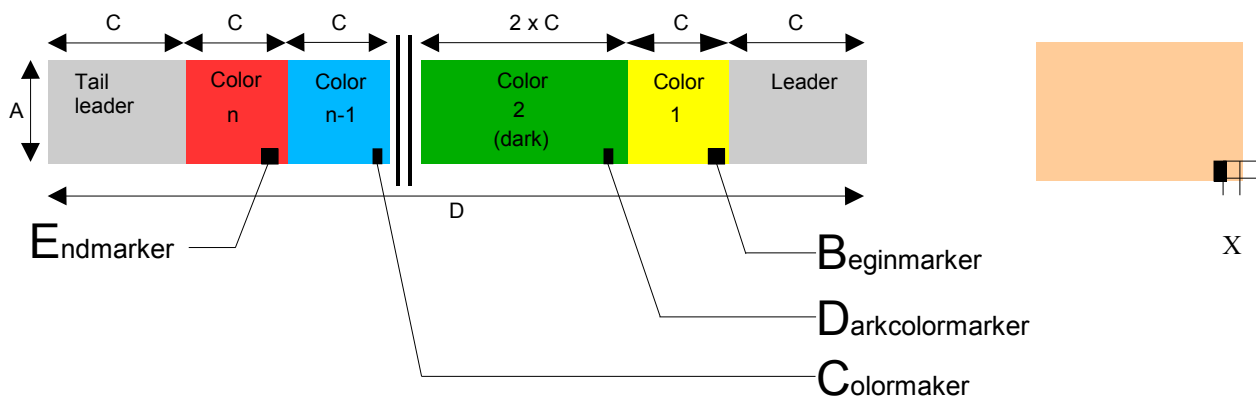 C C C 2 x C C C
A
Tail
leader
Color
n
Color
n-1
Color
2
(dark)
Color
1
Leader
D
Endmarker
Beginmarker
Darkcolormarker
Colormaker
X